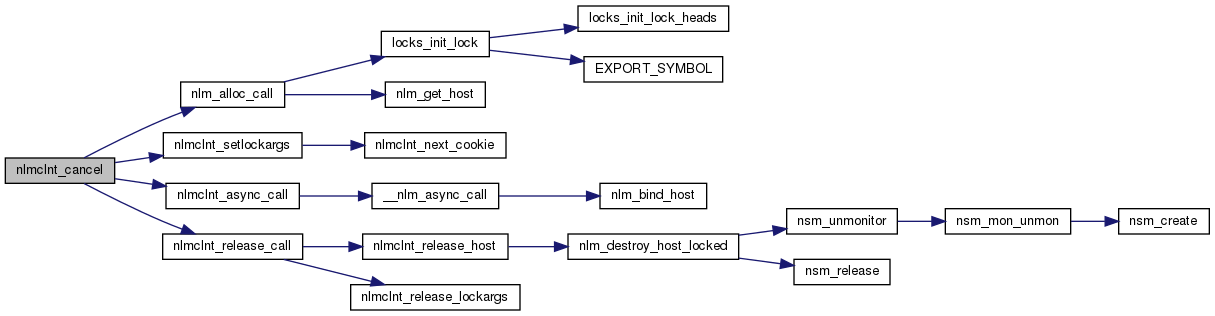 locks_init_lock_heads
locks_init_lock
EXPORT_SYMBOL
nlm_alloc_call
nlm_get_host
nlmclnt_setlockargs
nlmclnt_next_cookie
nlmclnt_cancel
nlmclnt_async_call
__nlm_async_call
nlm_bind_host
nsm_unmonitor
nsm_mon_unmon
nsm_create
nlmclnt_release_call
nlmclnt_release_host
nlm_destroy_host_locked
nsm_release
nlmclnt_release_lockargs